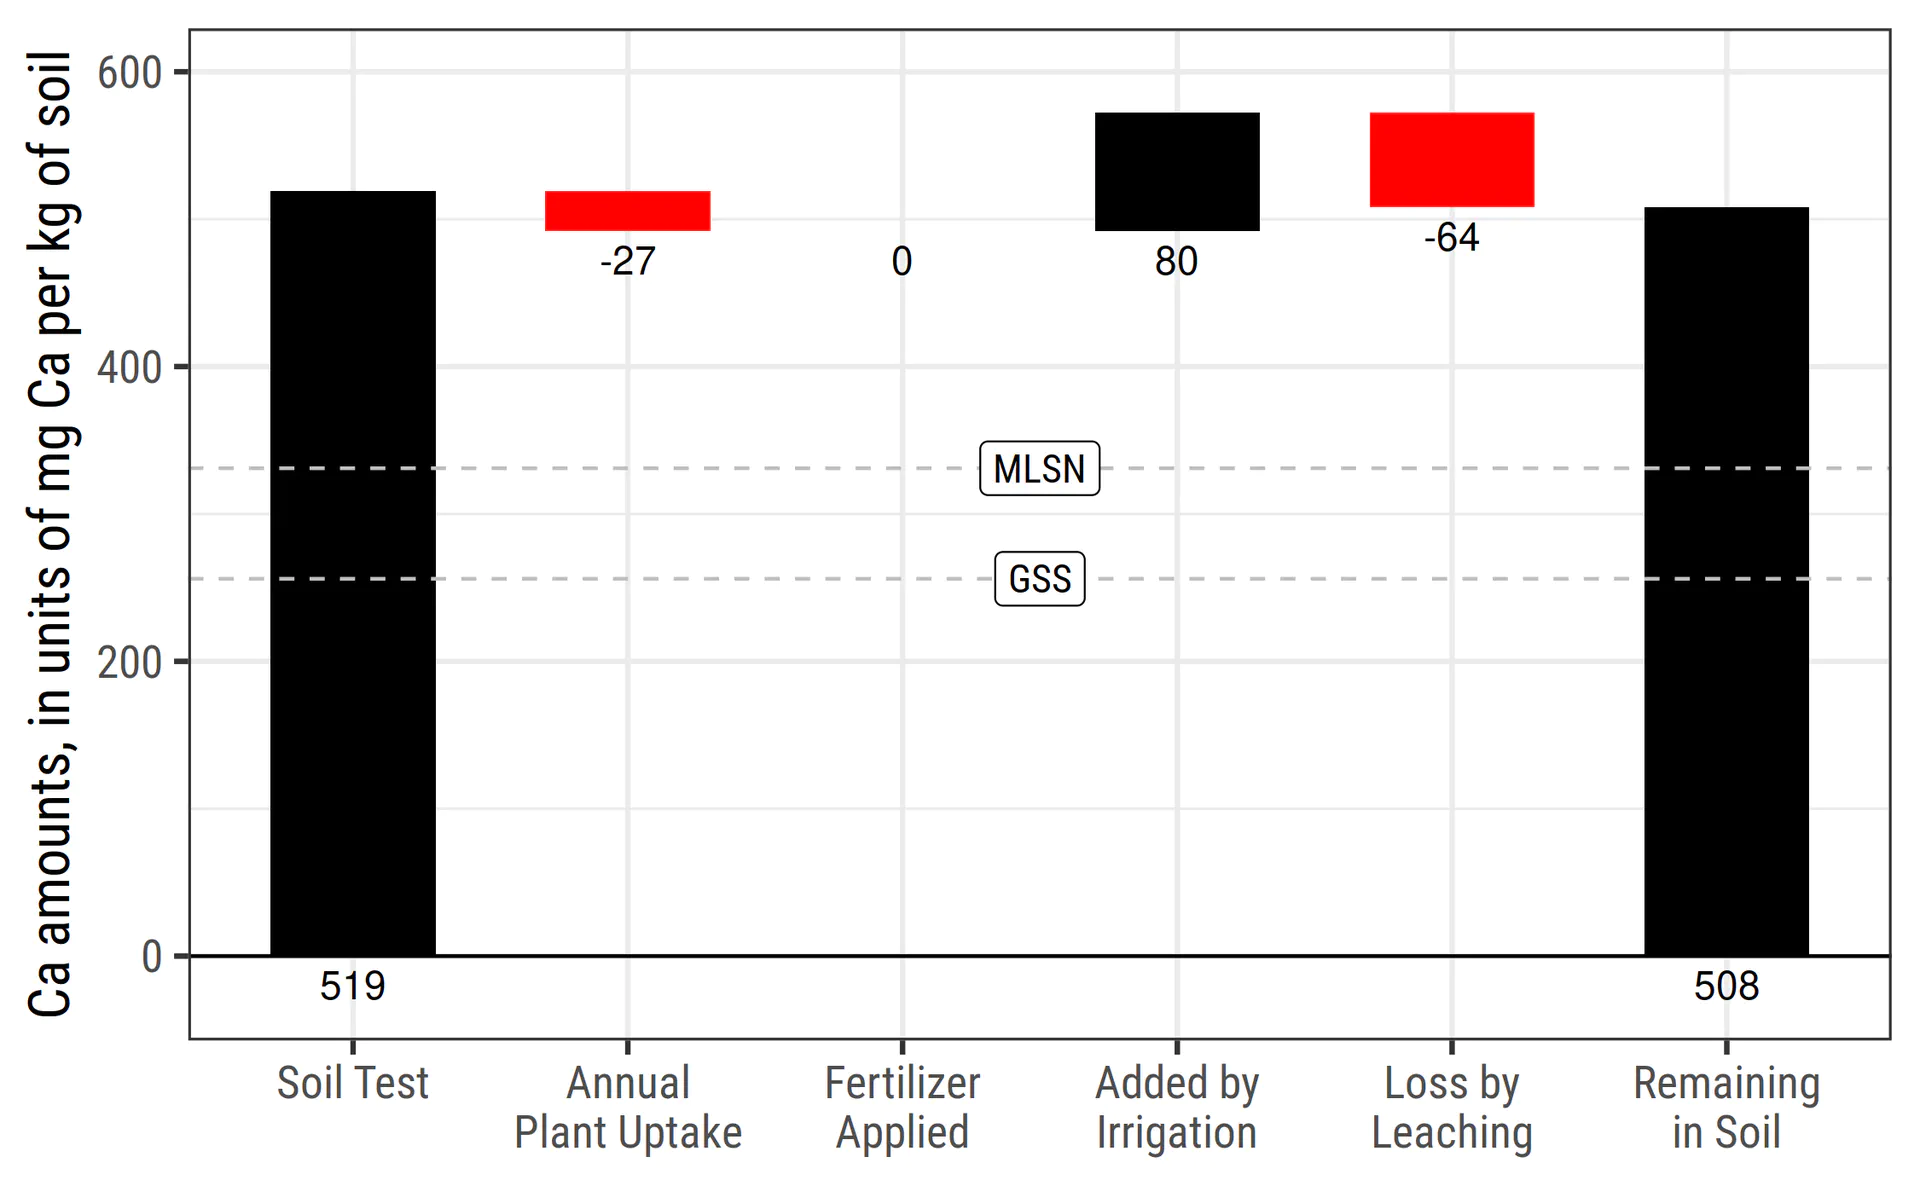 Ca amounts, in units of mg Ca per kg of soil
600
400
200
0
-27
0
80
-64
MLSN
GSS
519
508
Soil Test
Annual
Plant Uptake
Fertilizer
Applied
Added by
Irrigation
Loss by
Leaching
Remaining
in Soil